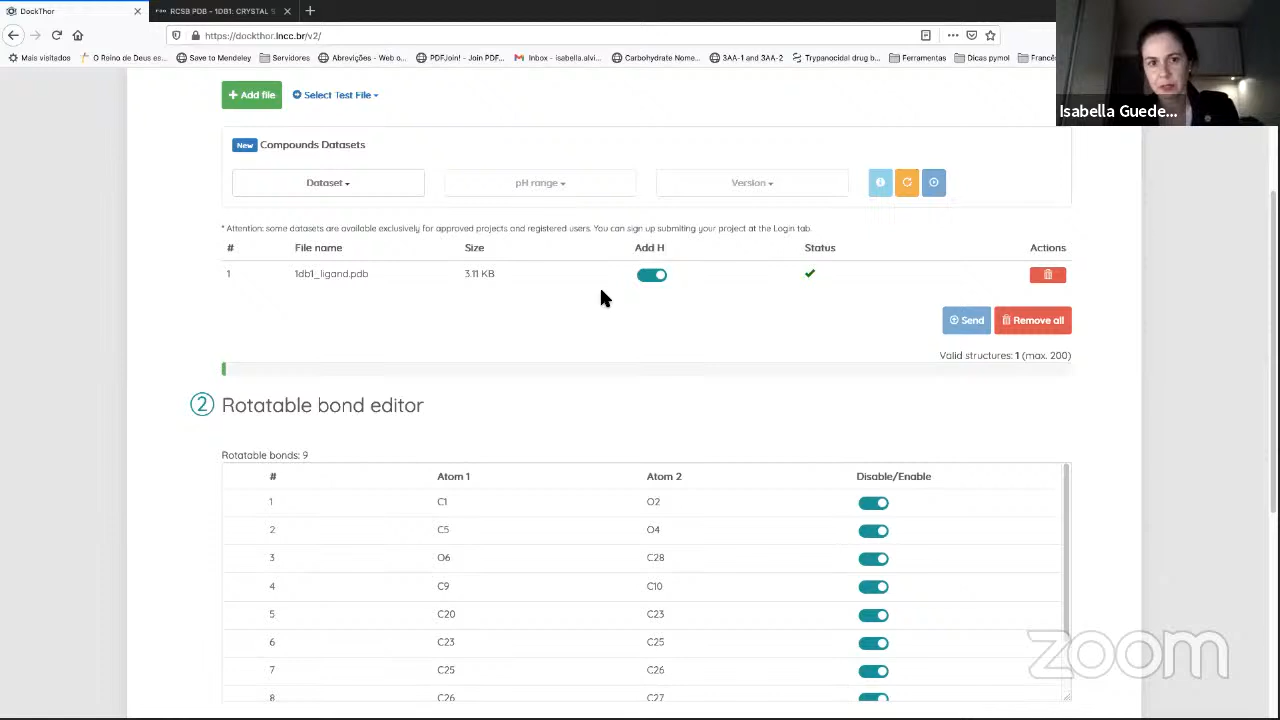 DockThor
RCSB PDB - 1DB1: CRYSTAL S
https://dockthor.lncc.br/v2/
Mais visitados
O Reino de Deus es...
Save to Mendeley
Servidores
Abrevições - Web o...
PDFJoin! - Join PDF...
Inbox - isabella.alvi...
Carbohydrate Nome...
3AA-1 and 3AA-2
Trypanocidal drug b...
Ferramentas
Dicas pymol
Francês
Isabella Guede...
Add file
Select Test File
New Compounds Datasets
Dataset
pH range
Version
* Attention: some datasets are available exclusively for approved projects and registered users. You can sign up submiting your project at the Login tab.
# File name Size Add H Status Actions
1 1db1_ligand.pdb 3.11 KB
Send
Remove all
Valid structures: 1 (max. 200)
2 Rotatable bond editor
Rotatable bonds: 9
# Atom 1 Atom 2 Disable/Enable
1 C1 O2
2 C5 O4
3 O6 C28
4 C9 C10
5 C20 C23
6 C23 C25
7 C25 C26
8 C26 C27
zoom